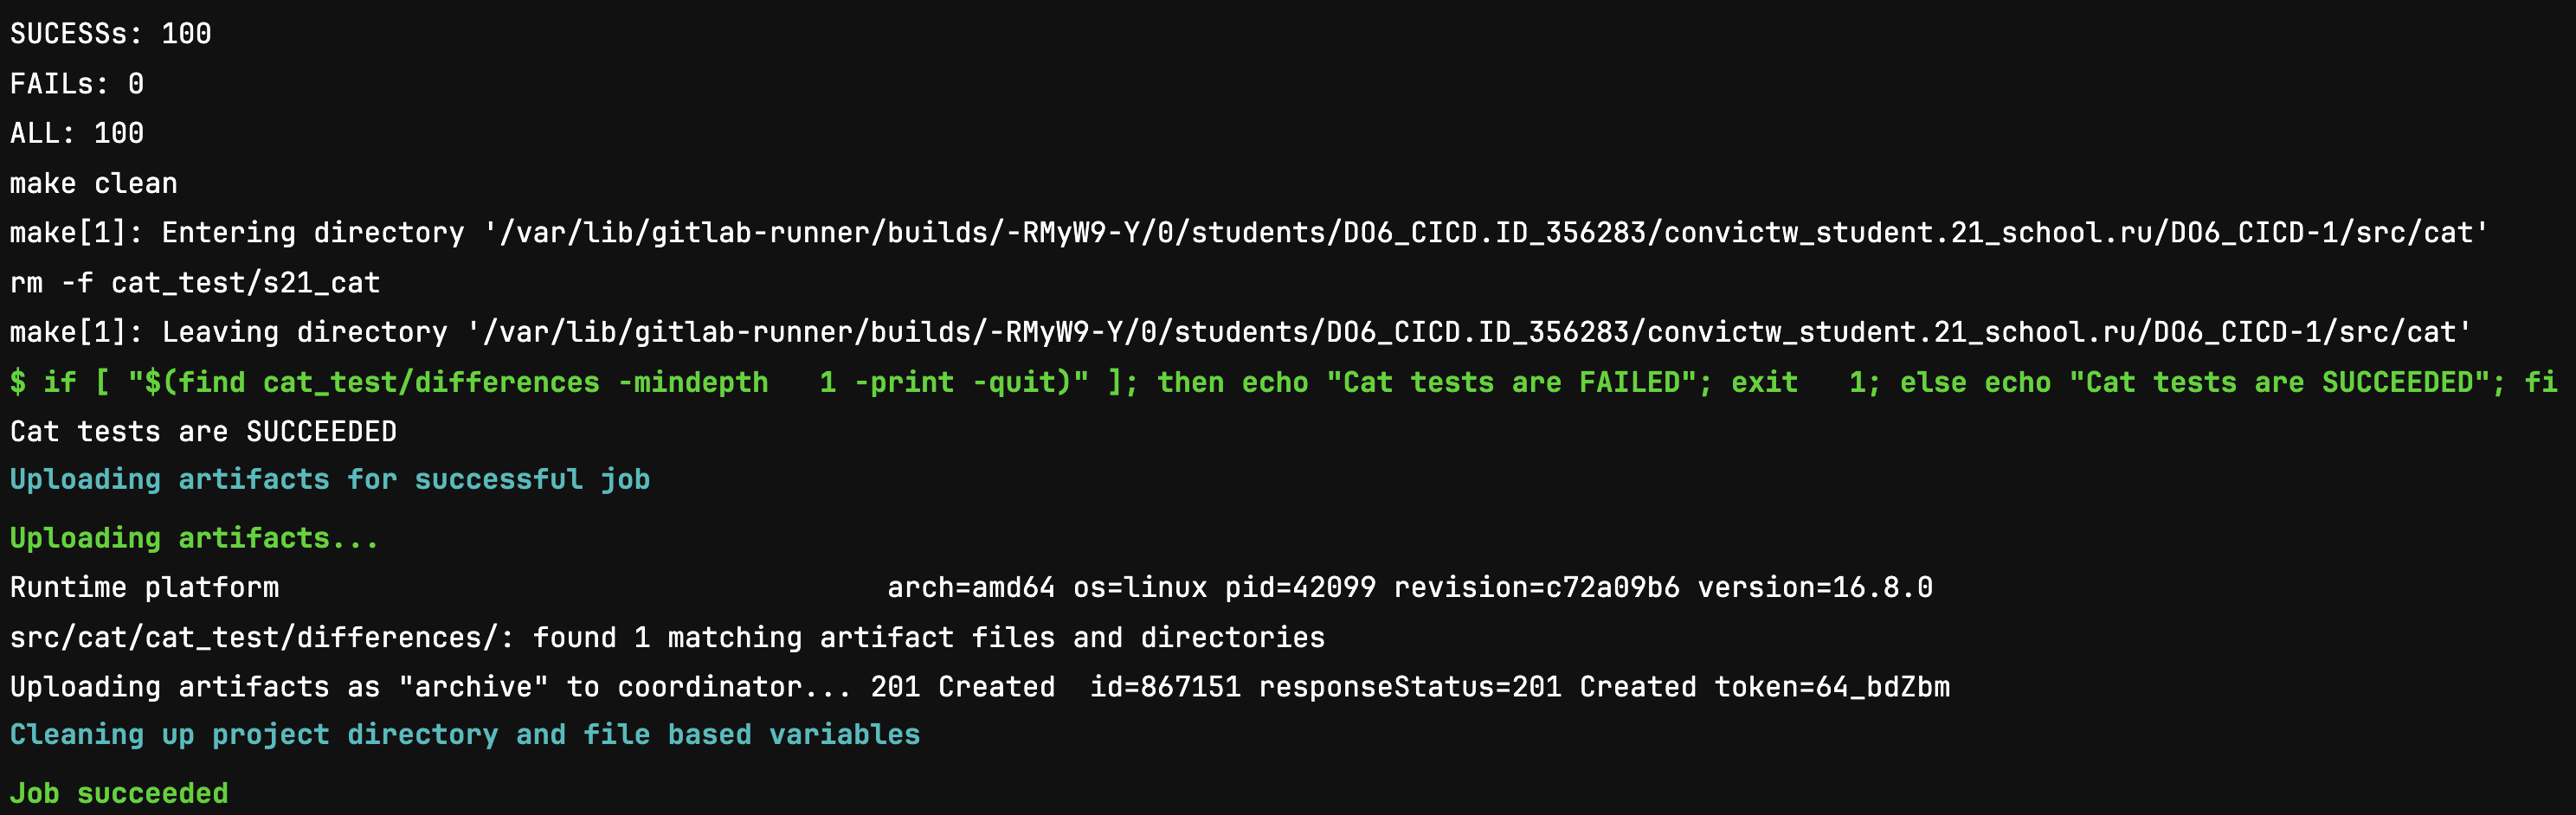 SUCESSs: 100
FAILs: 0
ALL: 100
make clean
make[1]: Entering directory '/var/lib/gitlab-runner/builds/-RMyW9-Y/0/students/DO6_CICD.ID_356283/convictw_student.21_school.ru/DO6_CICD-1/src/cat'
rm -f cat_test/s21_cat
make[1]: Leaving directory '/var/lib/gitlab-runner/builds/-RMyW9-Y/0/students/DO6_CICD.ID_356283/convictw_student.21_school.ru/DO6_CICD-1/src/cat'
$ if [ "$(find cat_test/differences -mindepth   1 -print -quit)" ]; then echo "Cat tests are FAILED"; exit   1; else echo "Cat tests are SUCCEEDED"; fi
Cat tests are SUCCEEDED
Uploading artifacts for successful job
Uploading artifacts...
Runtime platform                                    arch=amd64 os=linux pid=42099 revision=c72a09b6 version=16.8.0
src/cat/cat_test/differences/: found 1 matching artifact files and directories
Uploading artifacts as "archive" to coordinator... 201 Created  id=867151 responseStatus=201 Created token=64_bdZbm
Cleaning up project directory and file based variables
Job succeeded